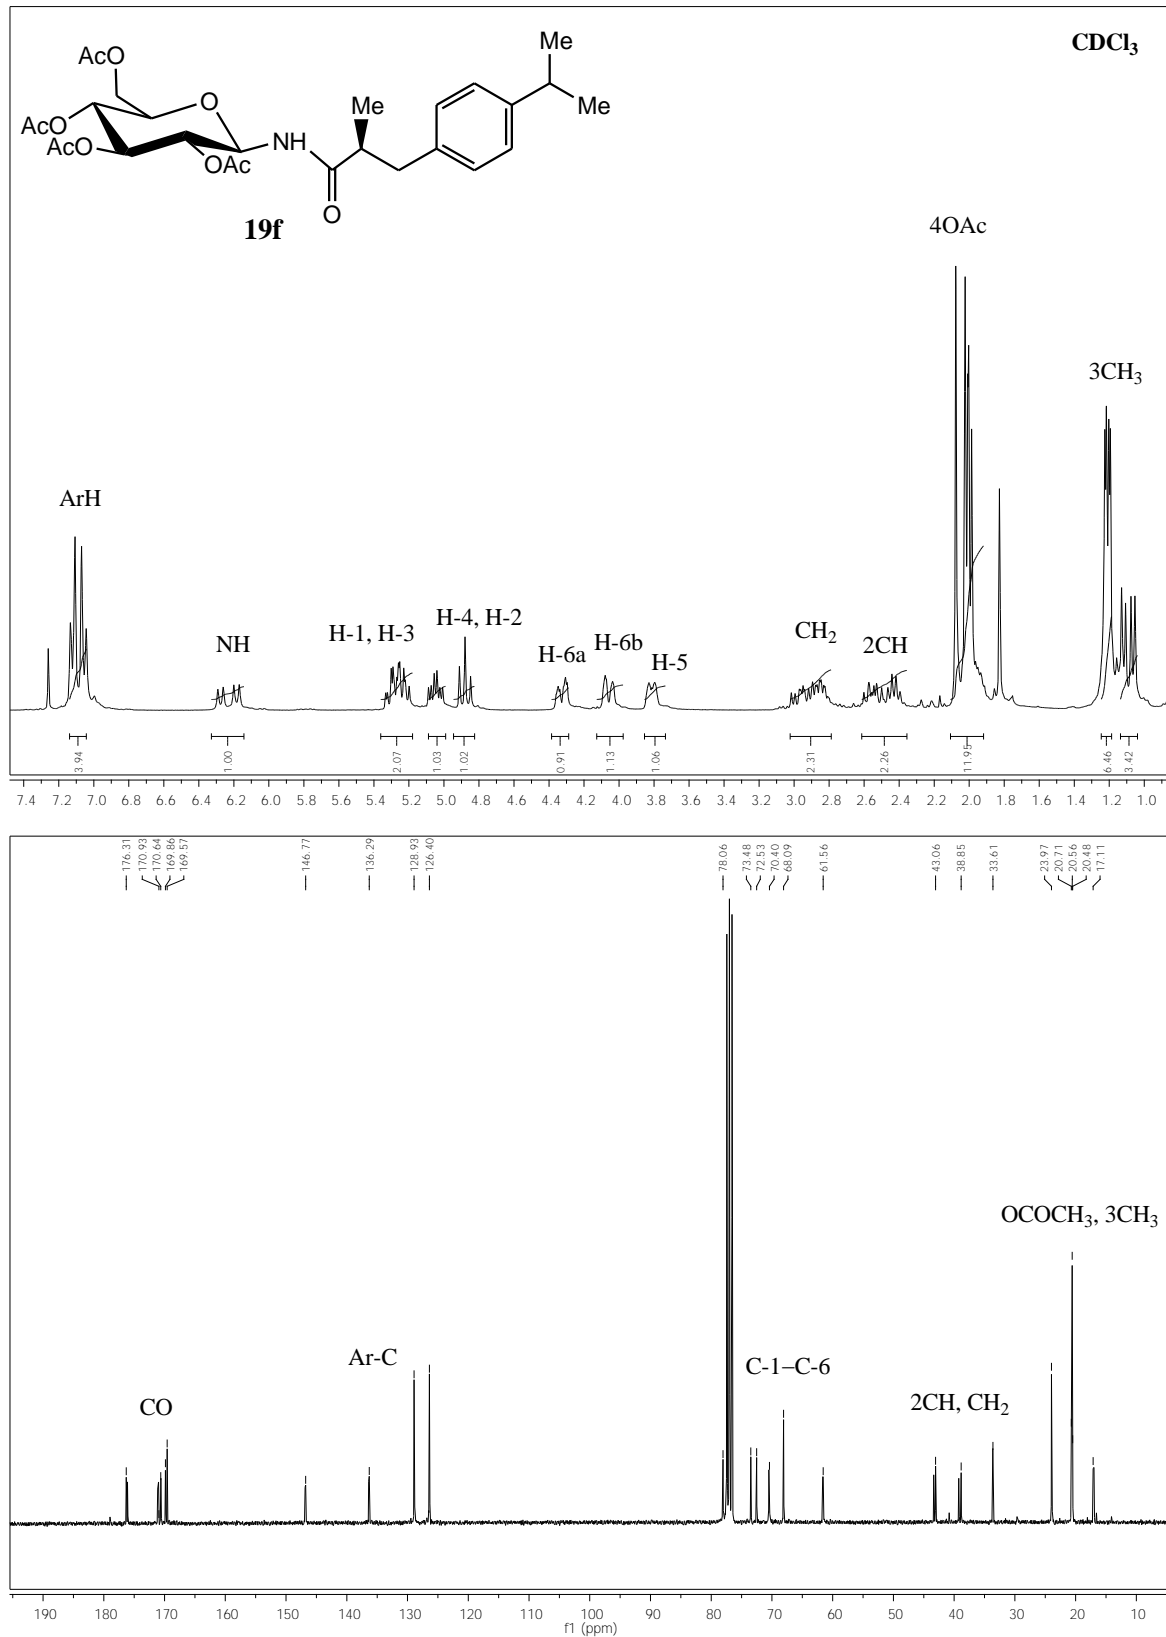 CDCl3
Me
Me
AcO
O
Me
AcO
AcO
NH
OAc
O
19f
4OAc
3CH3
ArH
NH
H-1, H-3
H-4, H-2
H-6a
H-6b
H-5
CH2
2CH
3.94
1.00
2.07
1.03
1.02
0.91
1.13
1.06
2.31
2.26
11.95
6.46
3.42
7.4 7.2 7.0 6.8 6.6 6.4 6.2 6.0 5.8 5.6 5.4 5.2 5.0 4.8 4.6 4.4 4.2 4.0 3.8 3.6 3.4 3.2 3.0 2.8 2.6 2.4 2.2 2.0 1.8 1.6 1.4 1.2 1.0
176.31
170.93
170.64
169.86
169.57
146.77
136.29
128.93
126.40
78.06
73.48
72.53
70.40
68.09
61.56
43.06
38.85
33.61
23.97
20.71
20.56
20.48
17.11
OCOCH3, 3CH3
Ar-C
C-1–C-6
CO
2CH, CH2
190 180 170 160 150 140 130 120 110 100 90 80 70 60 50 40 30 20 10
f1 (ppm)